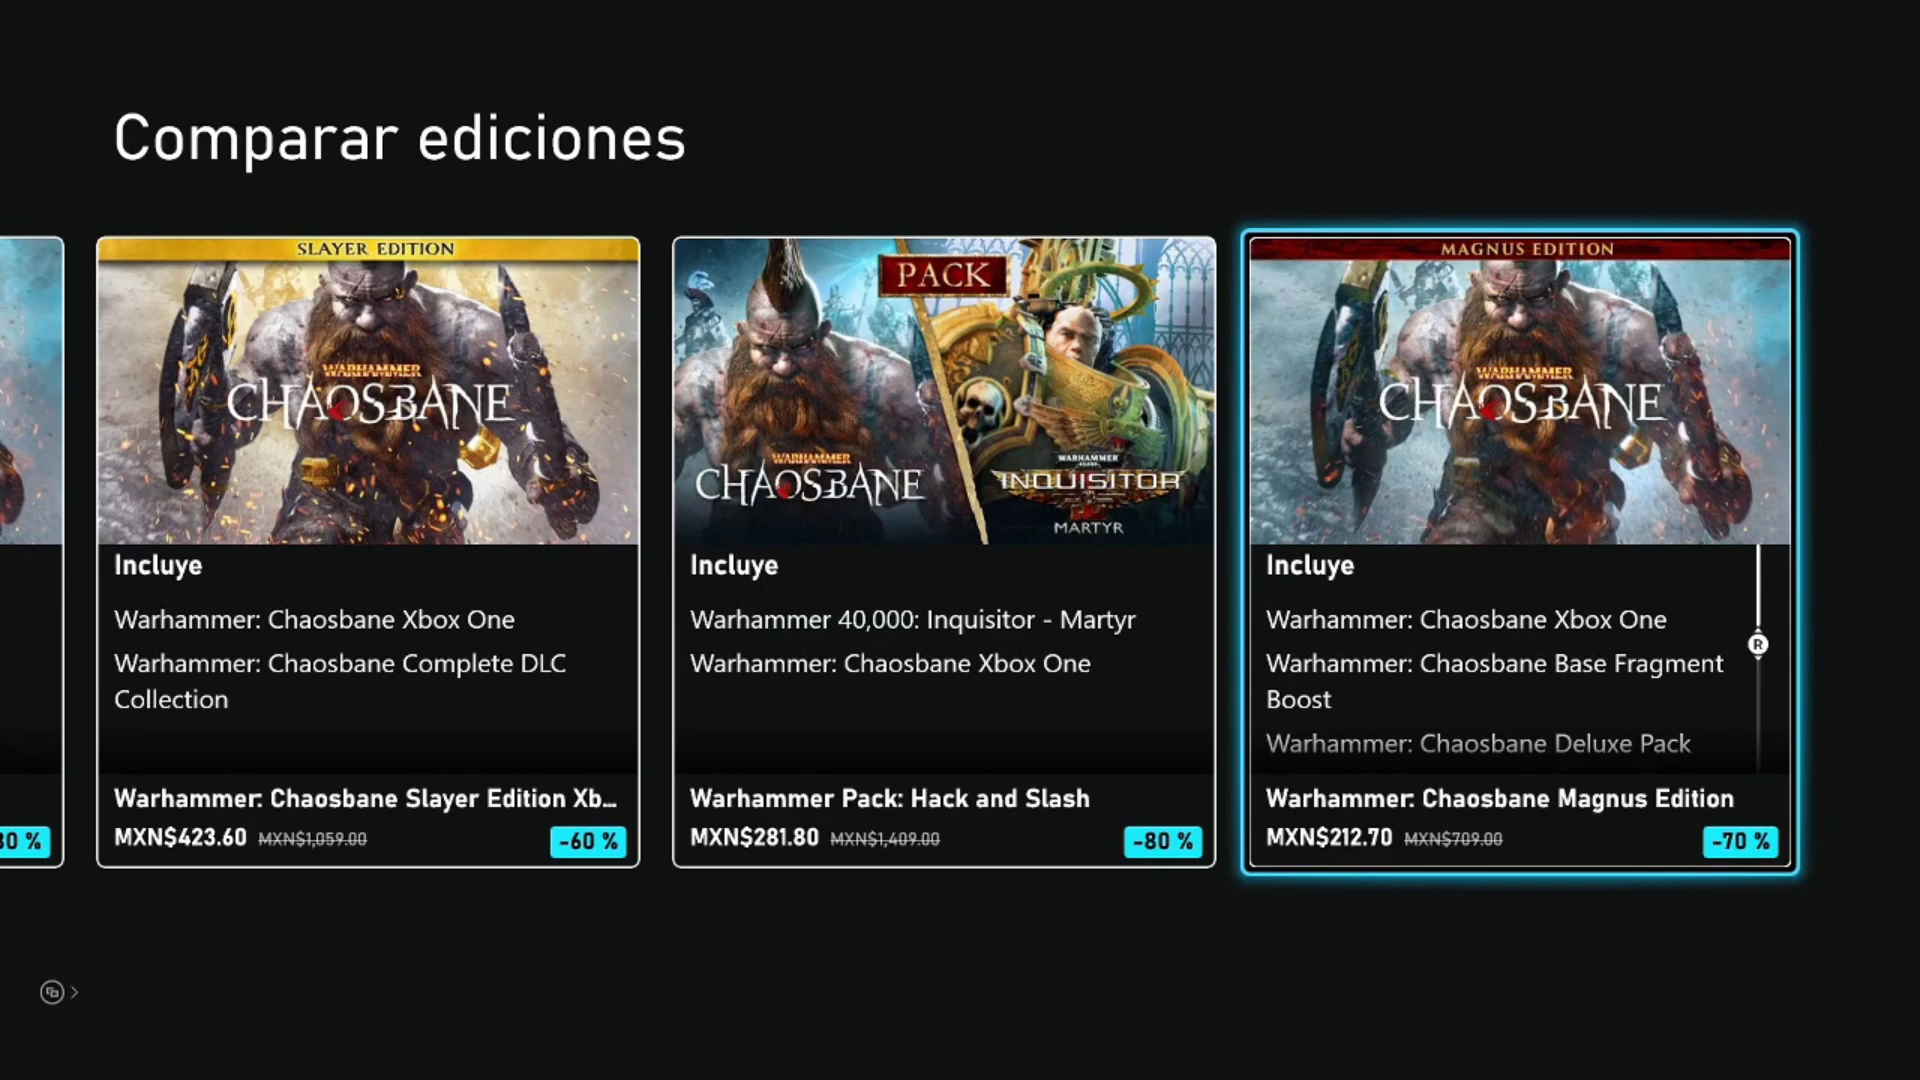 Comparar ediciones
SLAYER EDITION
WARHAMMER
CHAOSBANE
Incluye
Warhammer: Chaosbane Xbox One
Warhammer: Chaosbane Complete DLC
Collection
Warhammer: Chaosbane Slayer Edition Xb...
MXN$423.60 MXN$1,059.00 -60 %
PACK
WARHAMMER
CHAOSBANE
WARHAMMER
40,000
INQUISITOR
MARTYR
Incluye
Warhammer 40,000: Inquisitor - Martyr
Warhammer: Chaosbane Xbox One
Warhammer Pack: Hack and Slash
MXN$281.80 MXN$1,409.00 -80 %
MAGNUS EDITION
WARHAMMER
CHAOSBANE
Incluye
Warhammer: Chaosbane Xbox One
Warhammer: Chaosbane Base Fragment
Boost
Warhammer: Chaosbane Deluxe Pack
R
Warhammer: Chaosbane Magnus Edition
MXN$212.70 MXN$709.00 -70 %